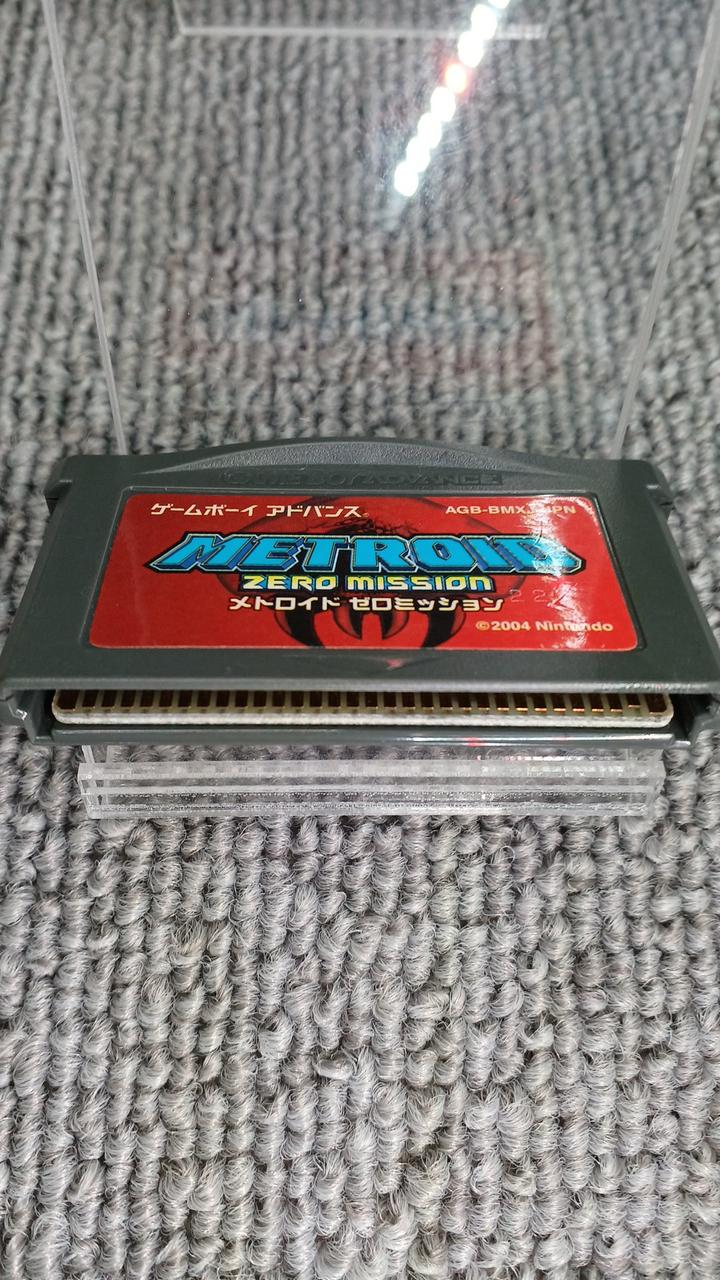 GAME BOY ADVANCE
ゲームボーイ アドバンス
METROID
ZERO MISSION
メトロイド ゼロミッション
22
©2004 Nintendo